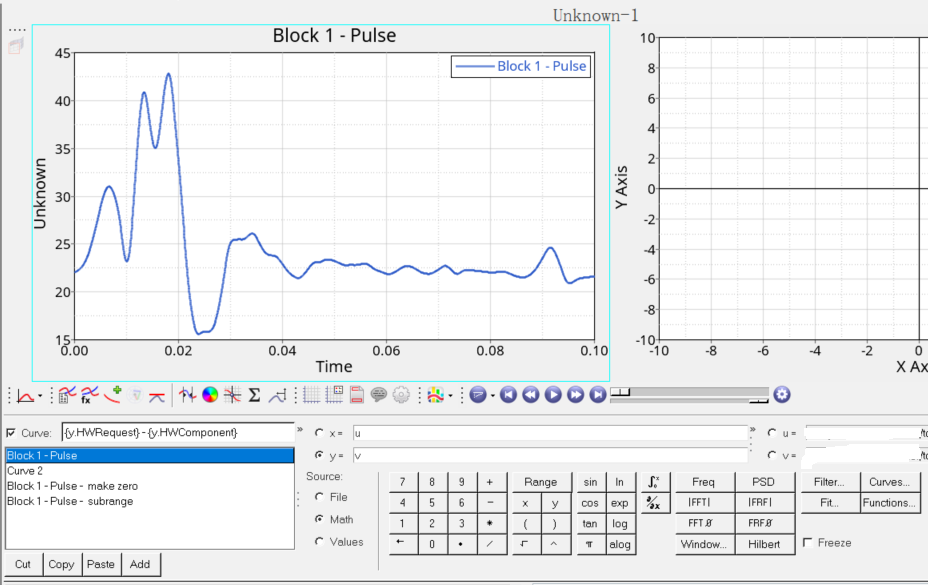 Unknown-1
Block 1 - Pulse
Block 1 - Pulse
Unknown
45
40
35
30
25
20
15
0.00 0.02 0.04 0.06 0.08 0.10
Time
Y Axis
10
8
6
4
2
0
-2
-4
-6
-8
-10
-10 -8 -6 -4 -2 0
X Ax
Curve: {y.HWRequest} - {y.HWComponent} » x = u » u = /to
y = v v = /to
Block 1 - Pulse
Curve 2
Block 1 - Pulse - make zero
Block 1 - Pulse - subrange
Cut Copy Paste Add
Source:
File
Math
Values
7 8 9 + Range sin ln ∫ₒˣ Freq PSD Filter... Curves...
4 5 6 - x y cos exp ∂/∂x |FFT| |FRF| Fit... Functions...
1 2 3 * ( ) tan log FFT Ø FRF Ø
← 0 • / √ ^ π alog Window... Hilbert Freeze